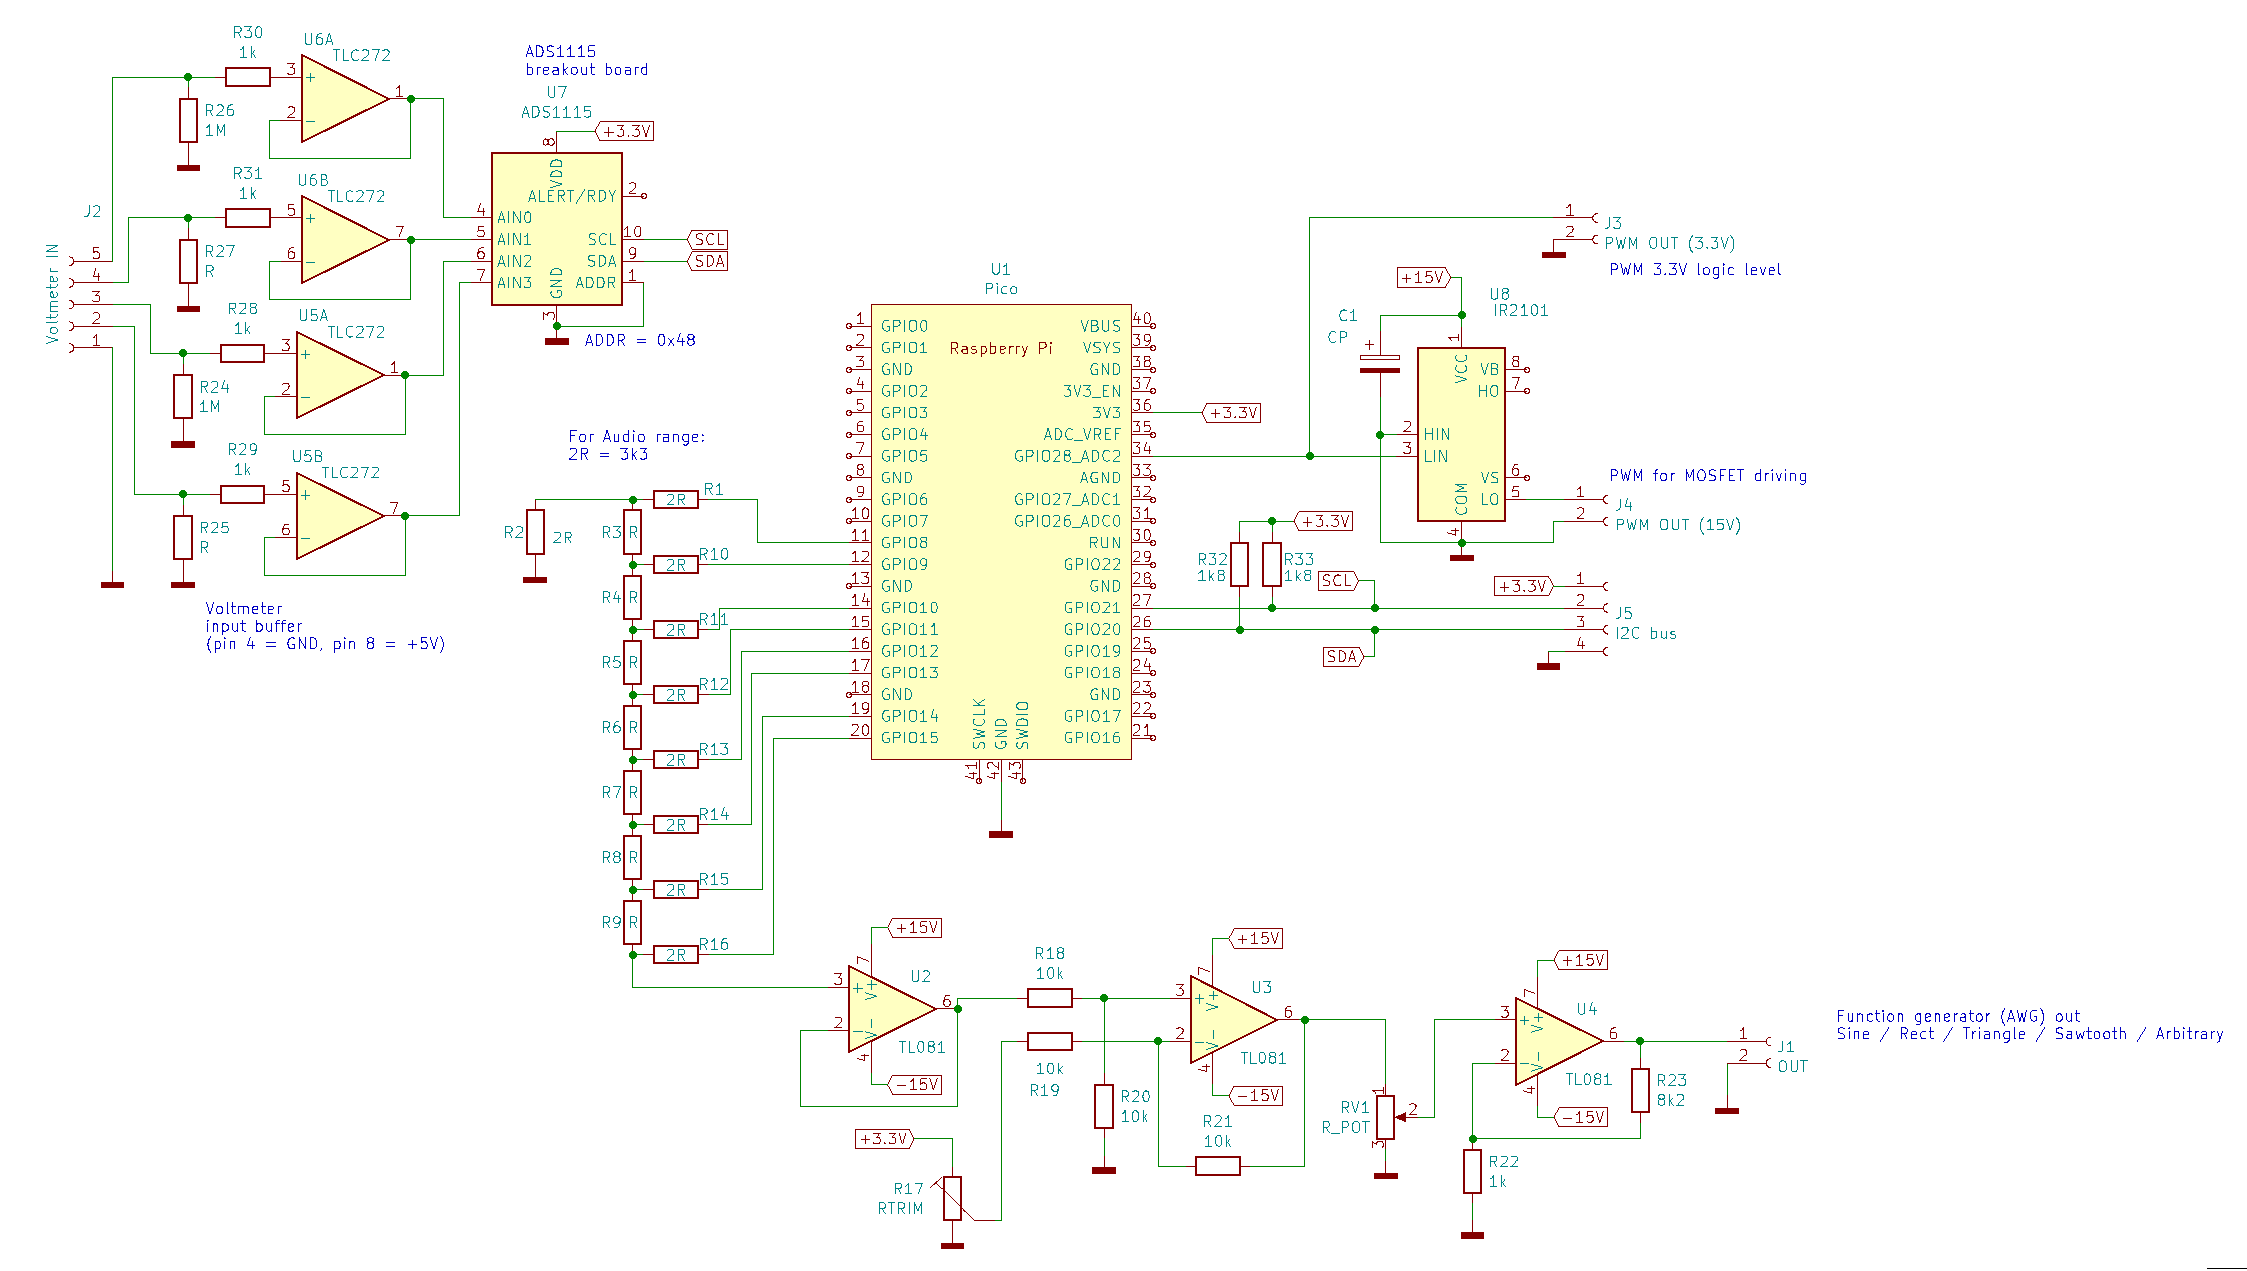 R30
1k
U6A
TLC272
3
+
2
−
1
R26
1M
R31
1k
U6B
TLC272
5
+
6
−
7
R27
R
J2
Voltmeter IN
5
4
3
2
1
R28
1k
U5A
TLC272
3
+
2
−
1
R24
1M
R29
1k
U5B
TLC272
5
+
6
−
7
R25
R
Voltmeter
input buffer
(pin 4 = GND, pin 8 = +5V)
ADS1115
breakout board
U7
ADS1115
+3.3V
8
VDD
ALERT/RDY
2
4
AIN0
5
AIN1
6
AIN2
7
AIN3
SCL
10
SCL
SDA
9
SDA
ADDR
1
GND
3
ADDR = 0x48
For Audio range:
2R = 3k3
R2
2R
2R
R1
R3
R
2R
R10
R4
R
2R
R11
R5
R
2R
R12
R6
R
2R
R13
R7
R
2R
R14
R8
R
2R
R15
R9
R
2R
R16
U1
Pico
Raspberry Pi
1
GPIO0
2
GPIO1
3
GND
4
GPIO2
5
GPIO3
6
GPIO4
7
GPIO5
8
GND
9
GPIO6
10
GPIO7
11
GPIO8
12
GPIO9
13
GND
14
GPIO10
15
GPIO11
16
GPIO12
17
GPIO13
18
GND
19
GPIO14
20
GPIO15
VBUS
40
VSYS
39
GND
38
3V3_EN
37
3V3
36
+3.3V
ADC_VREF
35
GPIO28_ADC2
34
AGND
33
GPIO27_ADC1
32
GPIO26_ADC0
31
RUN
30
GPIO22
29
GND
28
GPIO21
27
GPIO20
26
GPIO19
25
GPIO18
24
GND
23
GPIO17
22
GPIO16
21
SWCLK
GND
SWDIO
41
42
43
1
2
J3
PWM OUT (3.3V)
PWM 3.3V logic level
+15V
U8
IR2101
C1
CP
+
1
VCC
VB
8
HO
7
2
HIN
3
LIN
VS
6
LO
5
COM
4
PWM for MOSFET driving
1
2
J4
PWM OUT (15V)
+3.3V
R32
1k8
R33
1k8
SCL
SDA
+3.3V
1
2
3
4
J5
I2C bus
+15V
7
U2
3
+
V+
6
2
−
V−
4
TL081
−15V
R18
10k
10k
R19
+3.3V
R17
RTRIM
R20
10k
+15V
7
U3
3
+
V+
6
2
−
V−
4
TL081
−15V
R21
10k
RV1
R_POT
1
2
3
+15V
7
U4
3
+
V+
6
2
−
V−
4
TL081
−15V
R23
8k2
R22
1k
1
2
J1
OUT
Function generator (AWG) out
Sine / Rect / Triangle / Sawtooth / Arbitrary